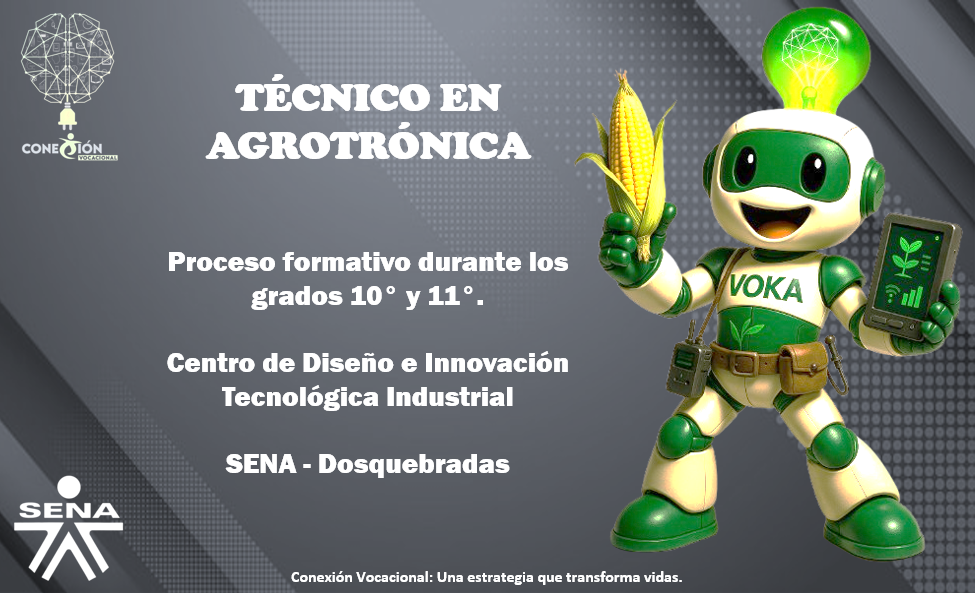 CONEXIÓN
VOCACIONAL
TÉCNICO EN
AGROTRÓNICA
Proceso formativo durante los
grados 10° y 11°.
Centro de Diseño e Innovación
Tecnológica Industrial
SENA - Dosquebradas
VOKA
SENA
Conexión Vocacional: Una estrategia que transforma vidas.